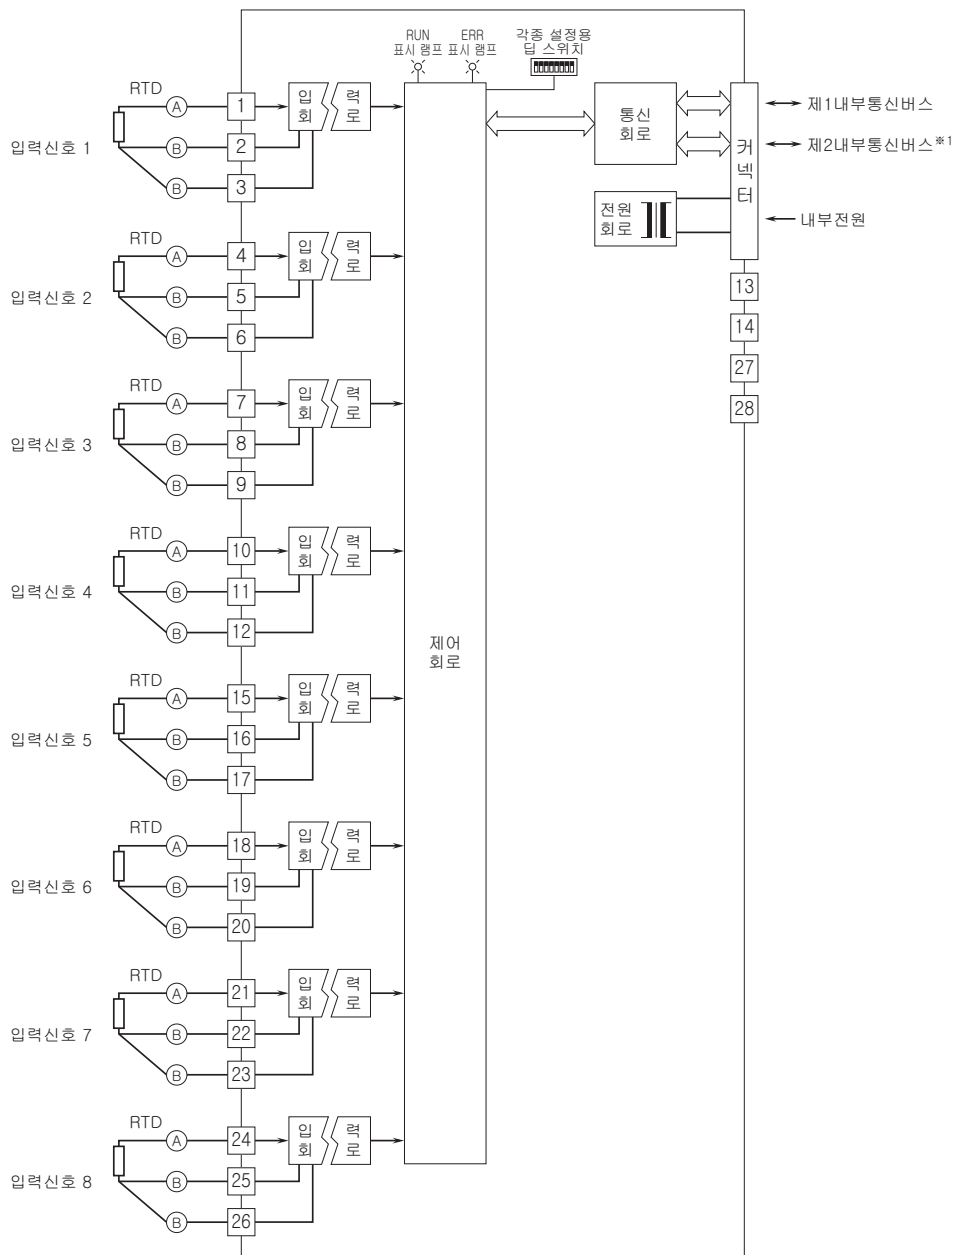 RUN
표시 램프
ERR
표시 램프
각종 설정용
딥 스위치
RTD
A
1
입 력
회 로
입력신호 1
B
2
B
3
RTD
A
4
입 력
회 로
입력신호 2
B
5
B
6
RTD
A
7
입 력
회 로
입력신호 3
B
8
B
9
RTD
A
10
입 력
회 로
입력신호 4
B
11
B
12
RTD
A
15
입 력
회 로
입력신호 5
B
16
B
17
RTD
A
18
입 력
회 로
입력신호 6
B
19
B
20
RTD
A
21
입 력
회 로
입력신호 7
B
22
B
23
RTD
A
24
입 력
회 로
입력신호 8
B
25
B
26
제어
회로
통신
회로
전원
회로
커
넥
터
제1내부통신버스
제2내부통신버스※1
내부전원
13
14
27
28